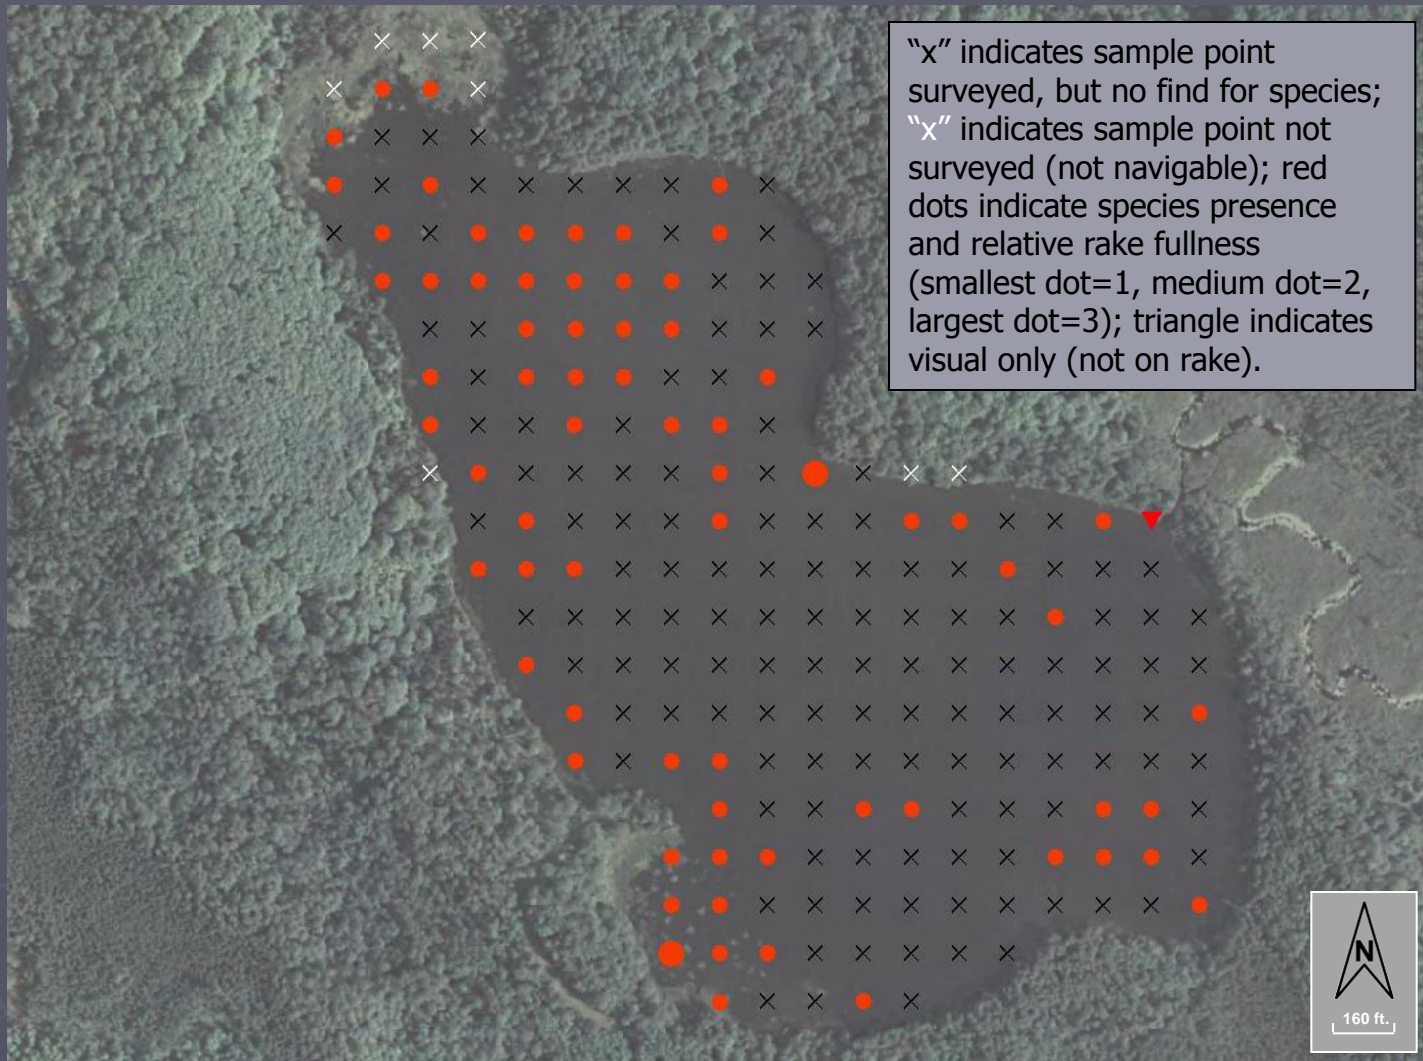 “x” indicates sample point
surveyed, but no find for species;
“x” indicates sample point not
surveyed (not navigable); red
dots indicate species presence
and relative rake fullness
(smallest dot=1, medium dot=2,
largest dot=3); triangle indicates
visual only (not on rake).
N
160 ft.